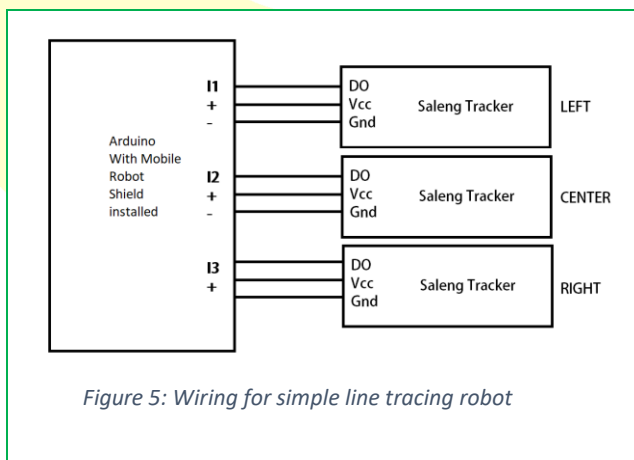 I1
+
-
Arduino
With Mobile
Robot
Shield
installed
I2
+
-
I3
+
DO
Vcc
Gnd
Saleng Tracker
LEFT
DO
Vcc
Gnd
Saleng Tracker
CENTER
DO
Vcc
Gnd
Saleng Tracker
RIGHT
Figure 5: Wiring for simple line tracing robot